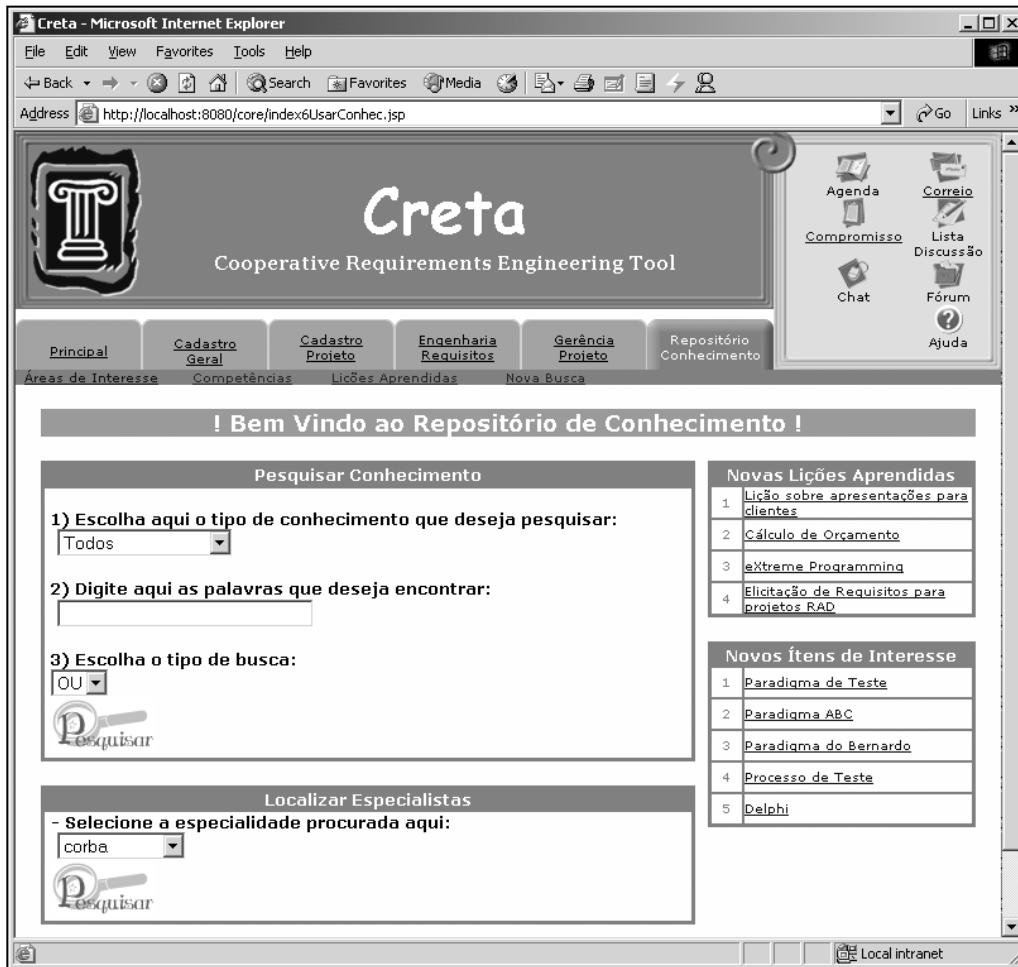 Creta - Microsoft Internet Explorer
File Edit View Favorites Tools Help
Back Search Favorites Media
Address http://localhost:8080/core/index6UsarConhec.jsp Go Links »
Creta
Cooperative Requirements Engineering Tool
Agenda Correio
Compromisso Lista
Discussão
Chat Fórum
Ajuda
Principal
Cadastro
Geral
Cadastro
Projeto
Engenharia
Requisitos
Gerência
Projeto
Repositório
Conhecimento
Áreas de Interesse Competências Licões Aprendidas Nova Busca
! Bem Vindo ao Repositório de Conhecimento !
Pesquisar Conhecimento
1) Escolha aqui o tipo de conhecimento que deseja pesquisar:
Todos
2) Digite aqui as palavras que deseja encontrar:
3) Escolha o tipo de busca:
OU
Pesquisar
Localizar Especialistas
- Selecione a especialidade procurada aqui:
corba
Pesquisar
Novas Lições Aprendidas
1 Lição sobre apresentações para
clientes
2 Cálculo de Orçamento
3 eXtreme Programming
4 Elicitação de Requisitos para
projetos RAD
Novos Ítens de Interesse
1 Paradigma de Teste
2 Paradigma ABC
3 Paradigma do Bernardo
4 Processo de Teste
5 Delphi
Local intranet